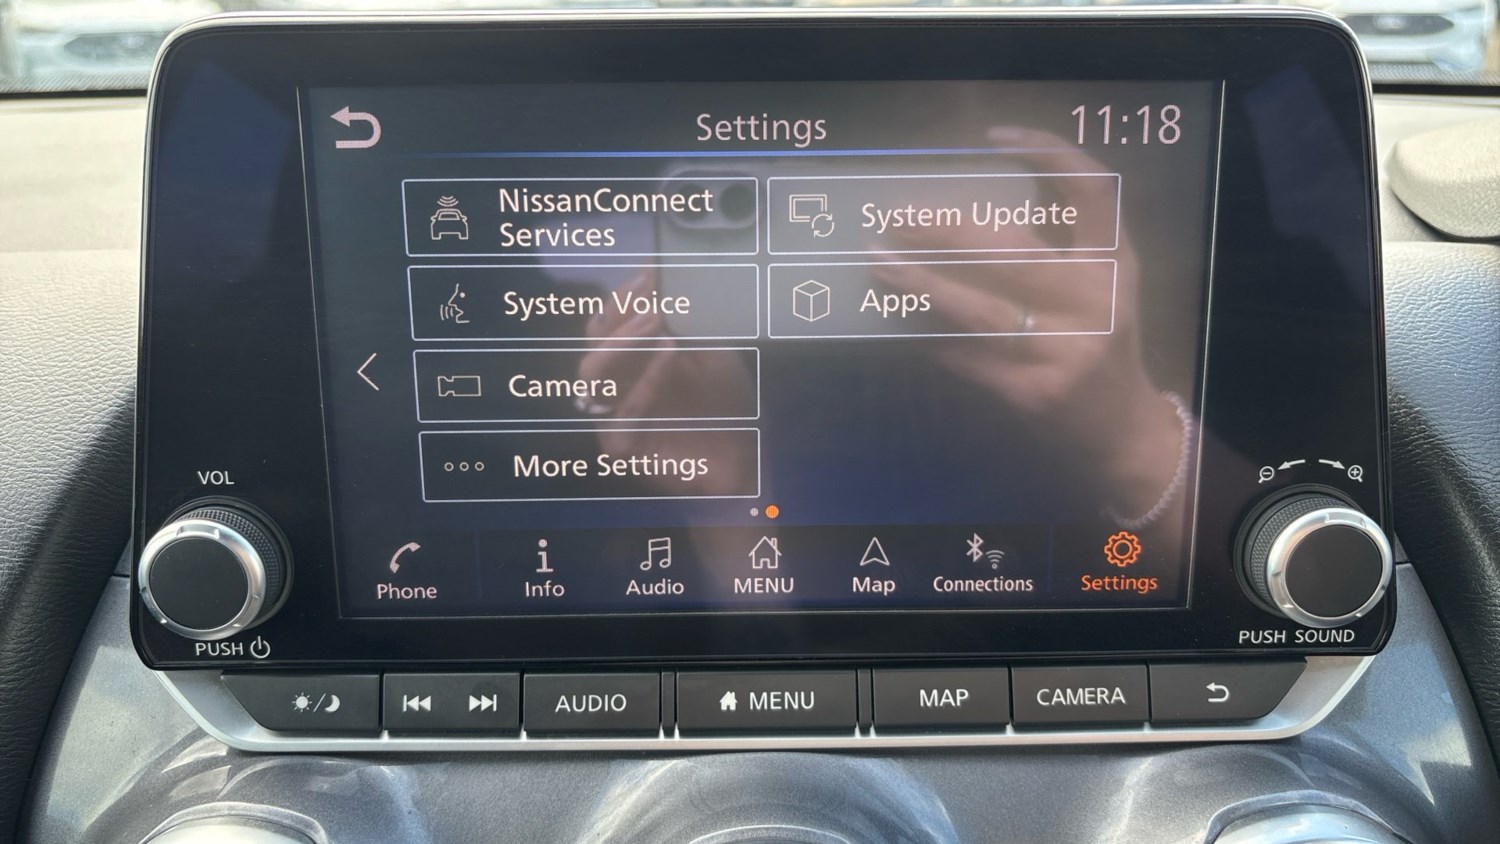 Settings
11:18
NissanConnect
Services
System Update
System Voice
Apps
Camera
More Settings
VOL
Phone
Info
Audio
MENU
Map
Connections
Settings
PUSH
PUSH SOUND
AUDIO
MENU
MAP
CAMERA